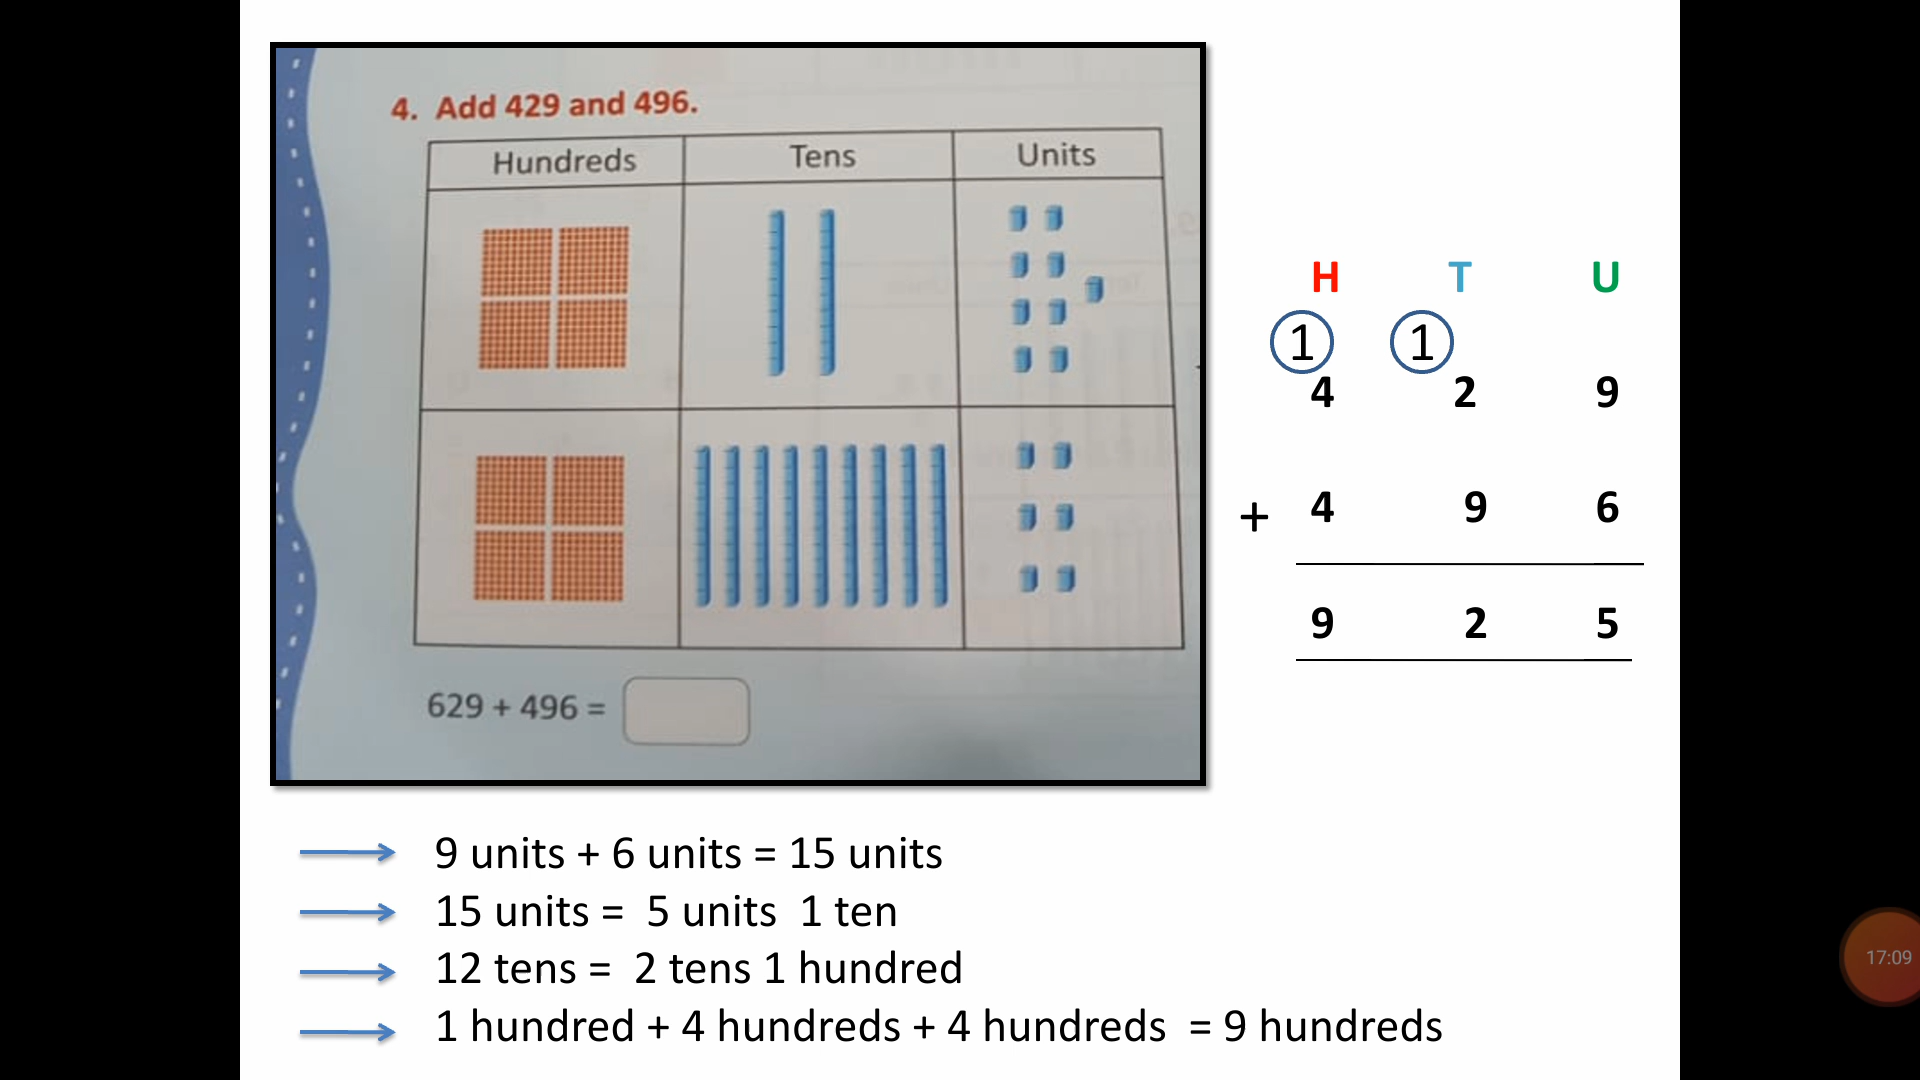 4. Add 429 and 496.
Hundreds Tens Units
629 + 496 =
H T U
1 1
4 2 9
+ 4 9 6
9 2 5
9 units + 6 units = 15 units
15 units = 5 units 1 ten
12 tens = 2 tens 1 hundred
1 hundred + 4 hundreds + 4 hundreds = 9 hundreds
17:09